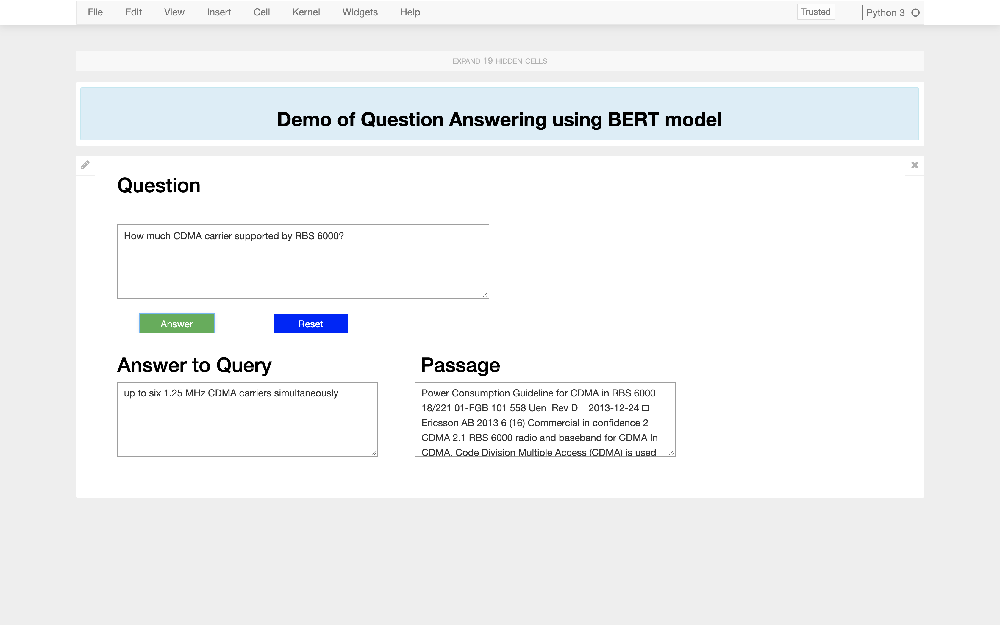 File Edit View Insert Cell Kernel Widgets Help Trusted Python 3
EXPAND 19 HIDDEN CELLS
Demo of Question Answering using BERT model
Question
How much CDMA carrier supported by RBS 6000?
Answer Reset
Answer to Query
up to six 1.25 MHz CDMA carriers simultaneously
Passage
Power Consumption Guideline for CDMA in RBS 6000
18/221 01-FGB 101 558 Uen Rev D 2013-12-24
Ericsson AB 2013 6 (16) Commercial in confidence 2
CDMA 2.1 RBS 6000 radio and baseband for CDMA In
CDMA, Code Division Multiple Access (CDMA) is used